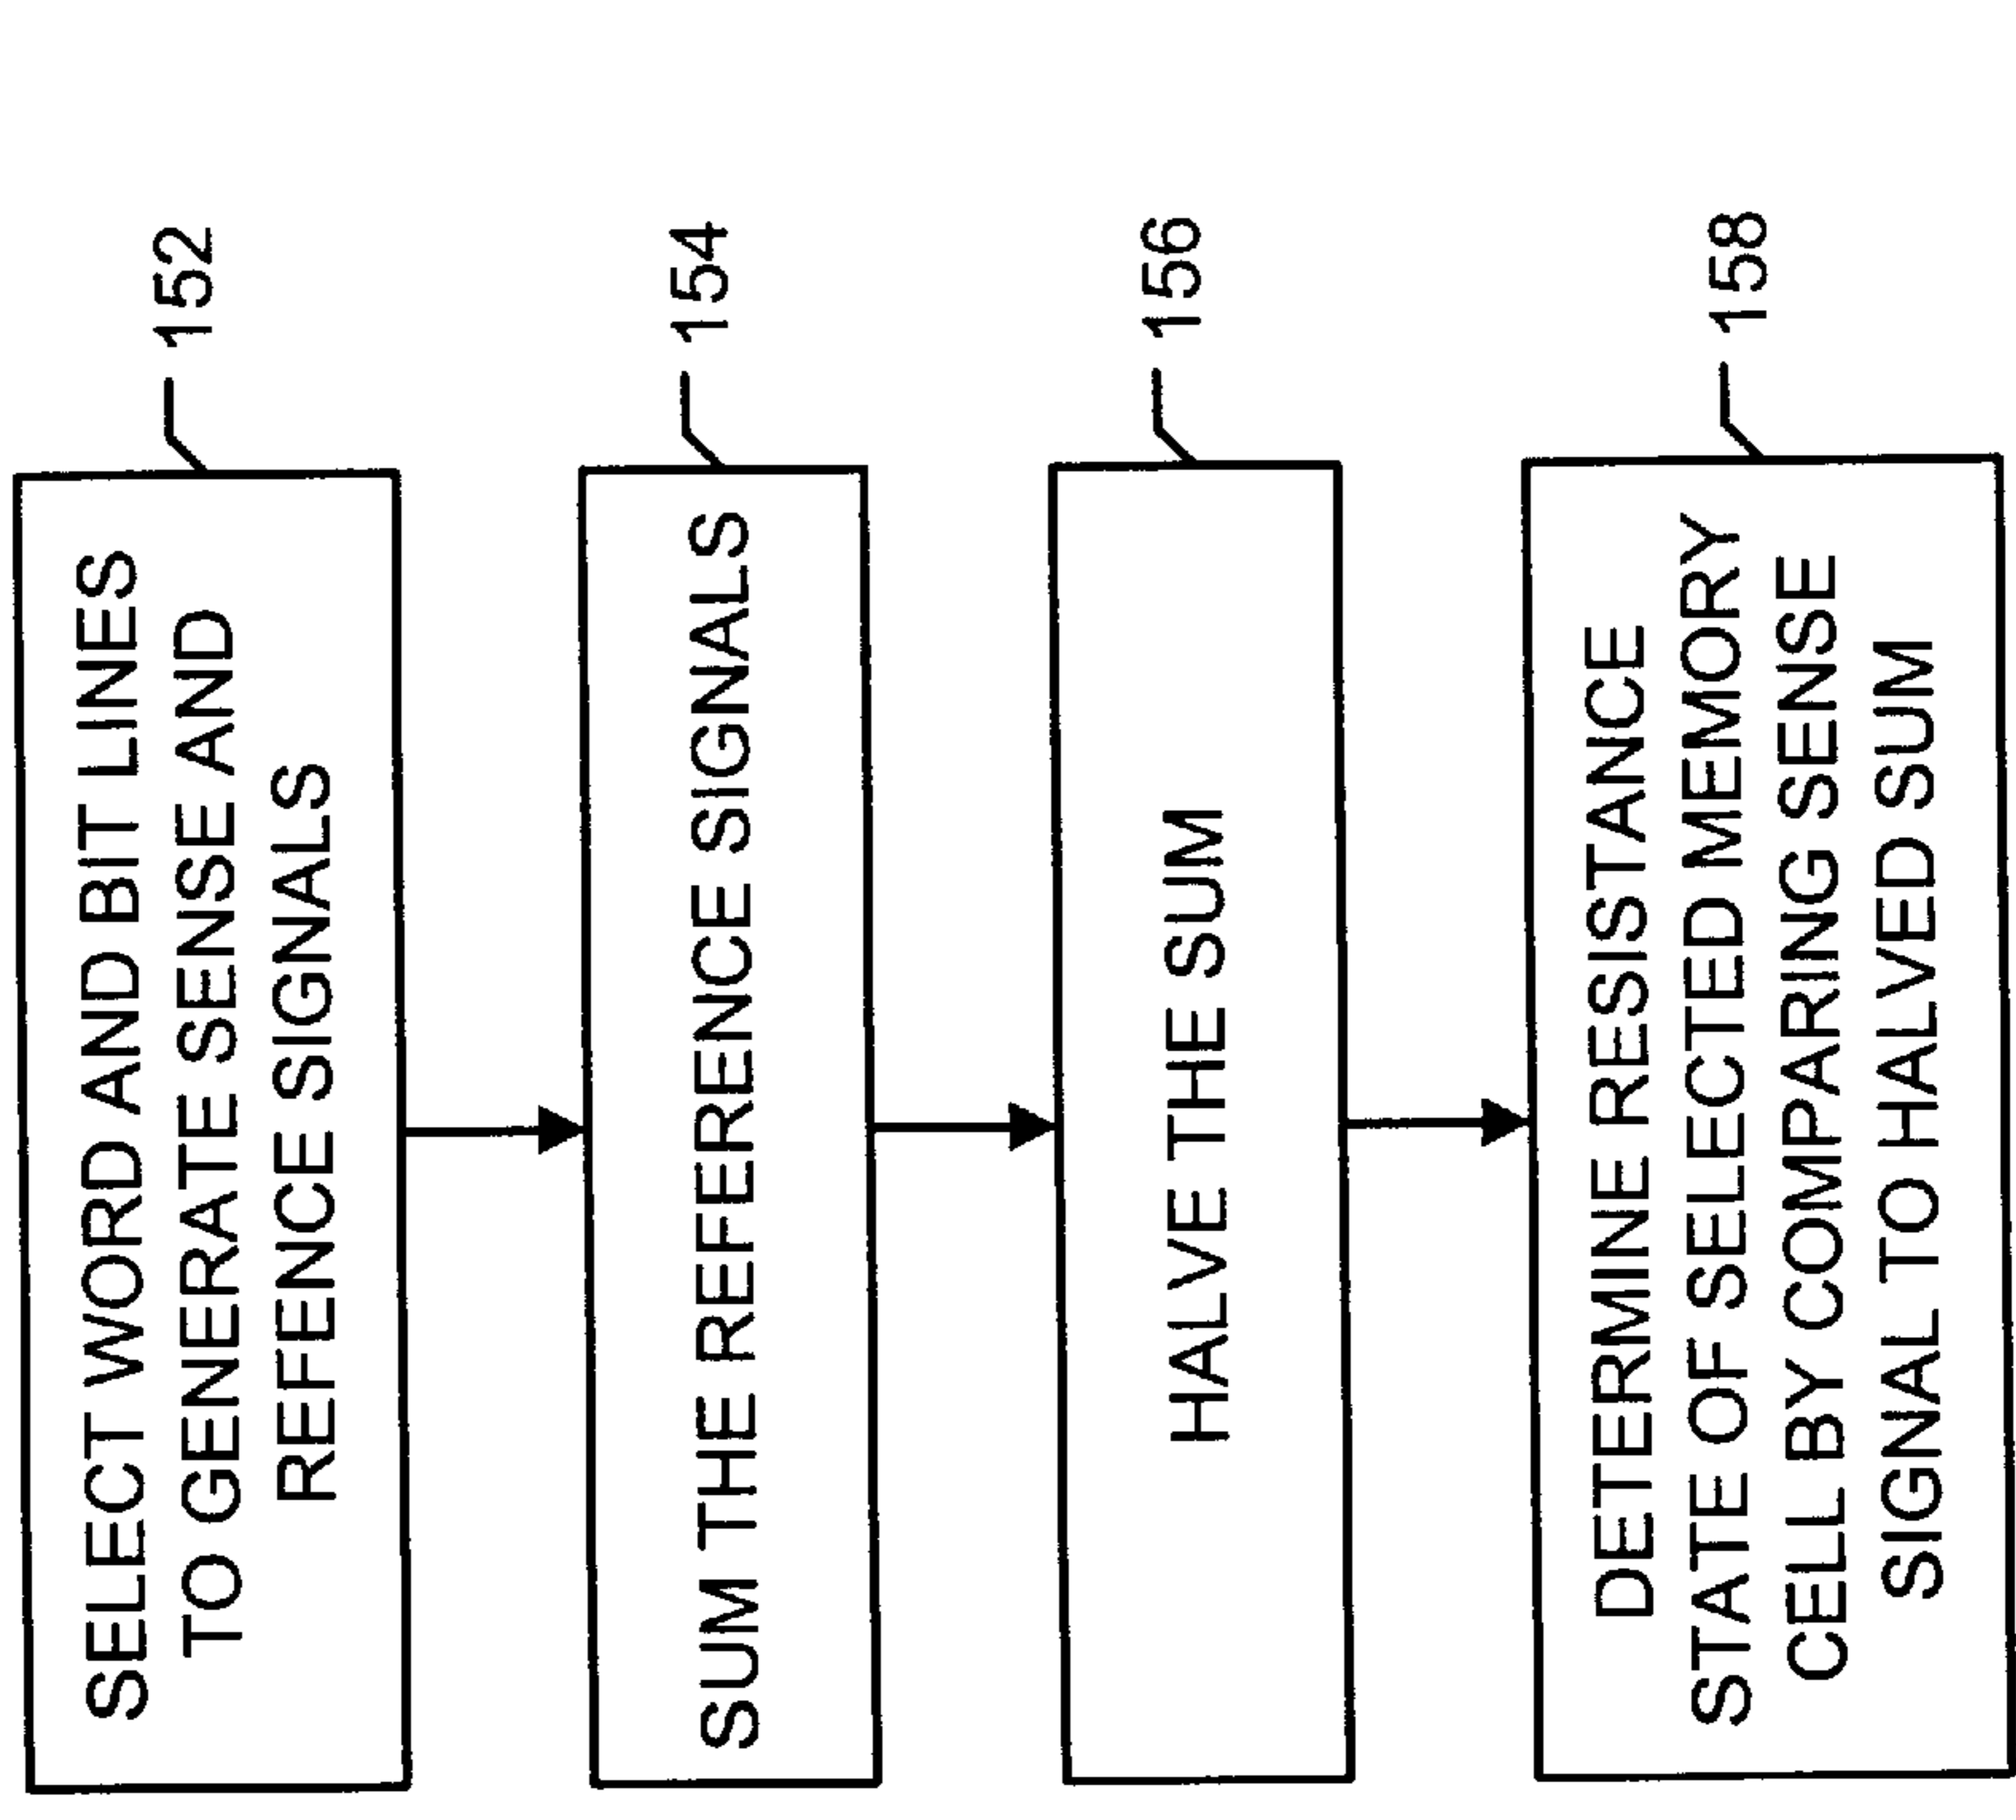 SELECT WORD AND BIT LINES
TO GENERATE SENSE AND
REFERENCE SIGNALS
152
SUM THE REFERENCE SIGNALS
154
HALVE THE SUM
156
DETERMINE RESISTANCE
STATE OF SELECTED MEMORY
CELL BY COMPARING SENSE
SIGNAL TO HALVED SUM
158